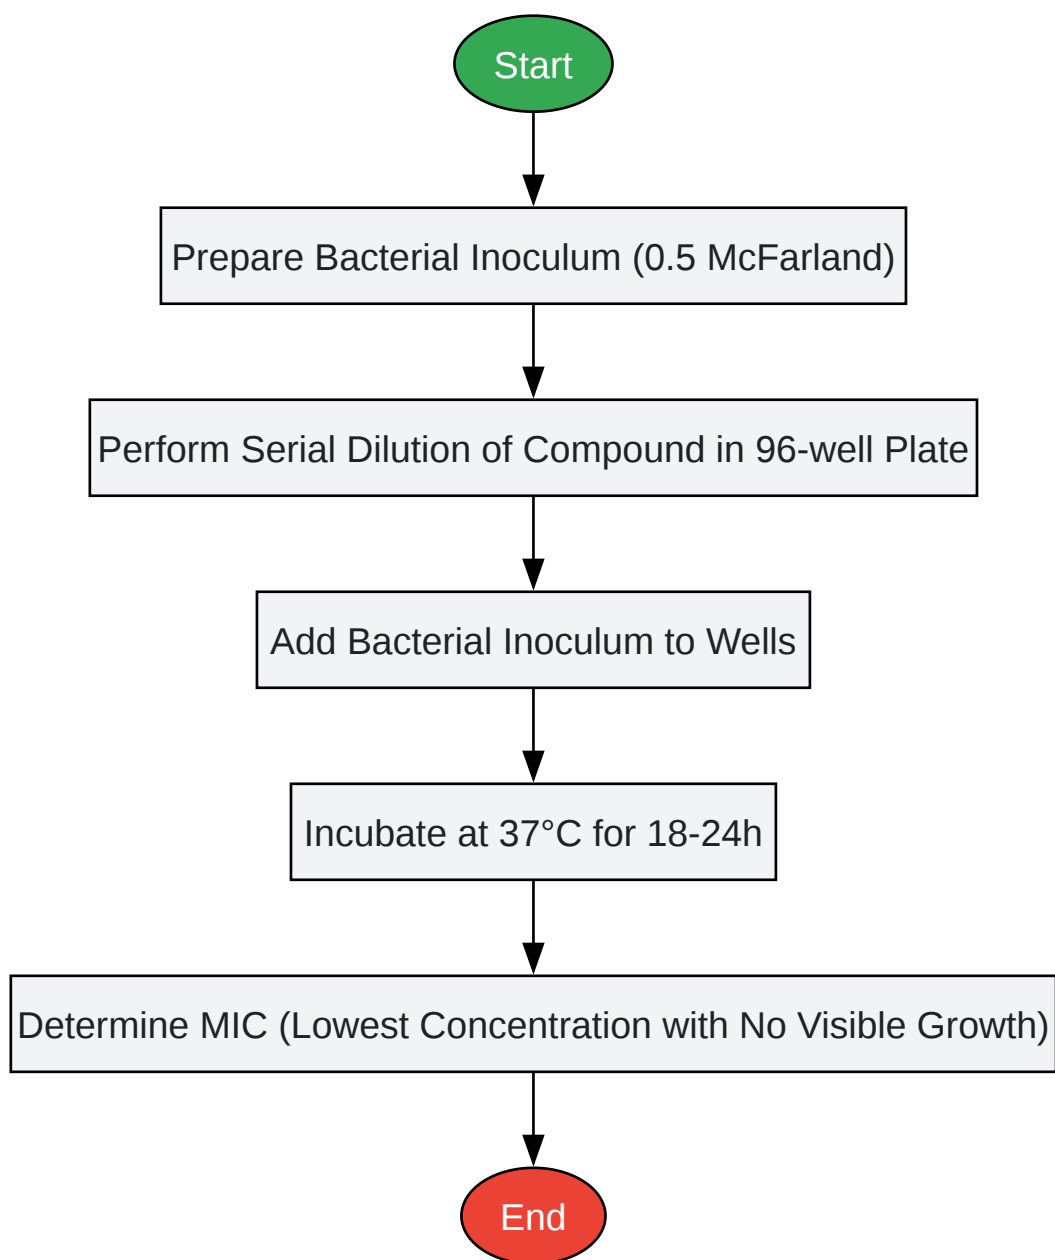 Start
Prepare Bacterial Inoculum (0.5 McFarland)
Perform Serial Dilution of Compound in 96-well Plate
Add Bacterial Inoculum to Wells
Incubate at 37°C for 18-24h
Determine MIC (Lowest Concentration with No Visible Growth)
End